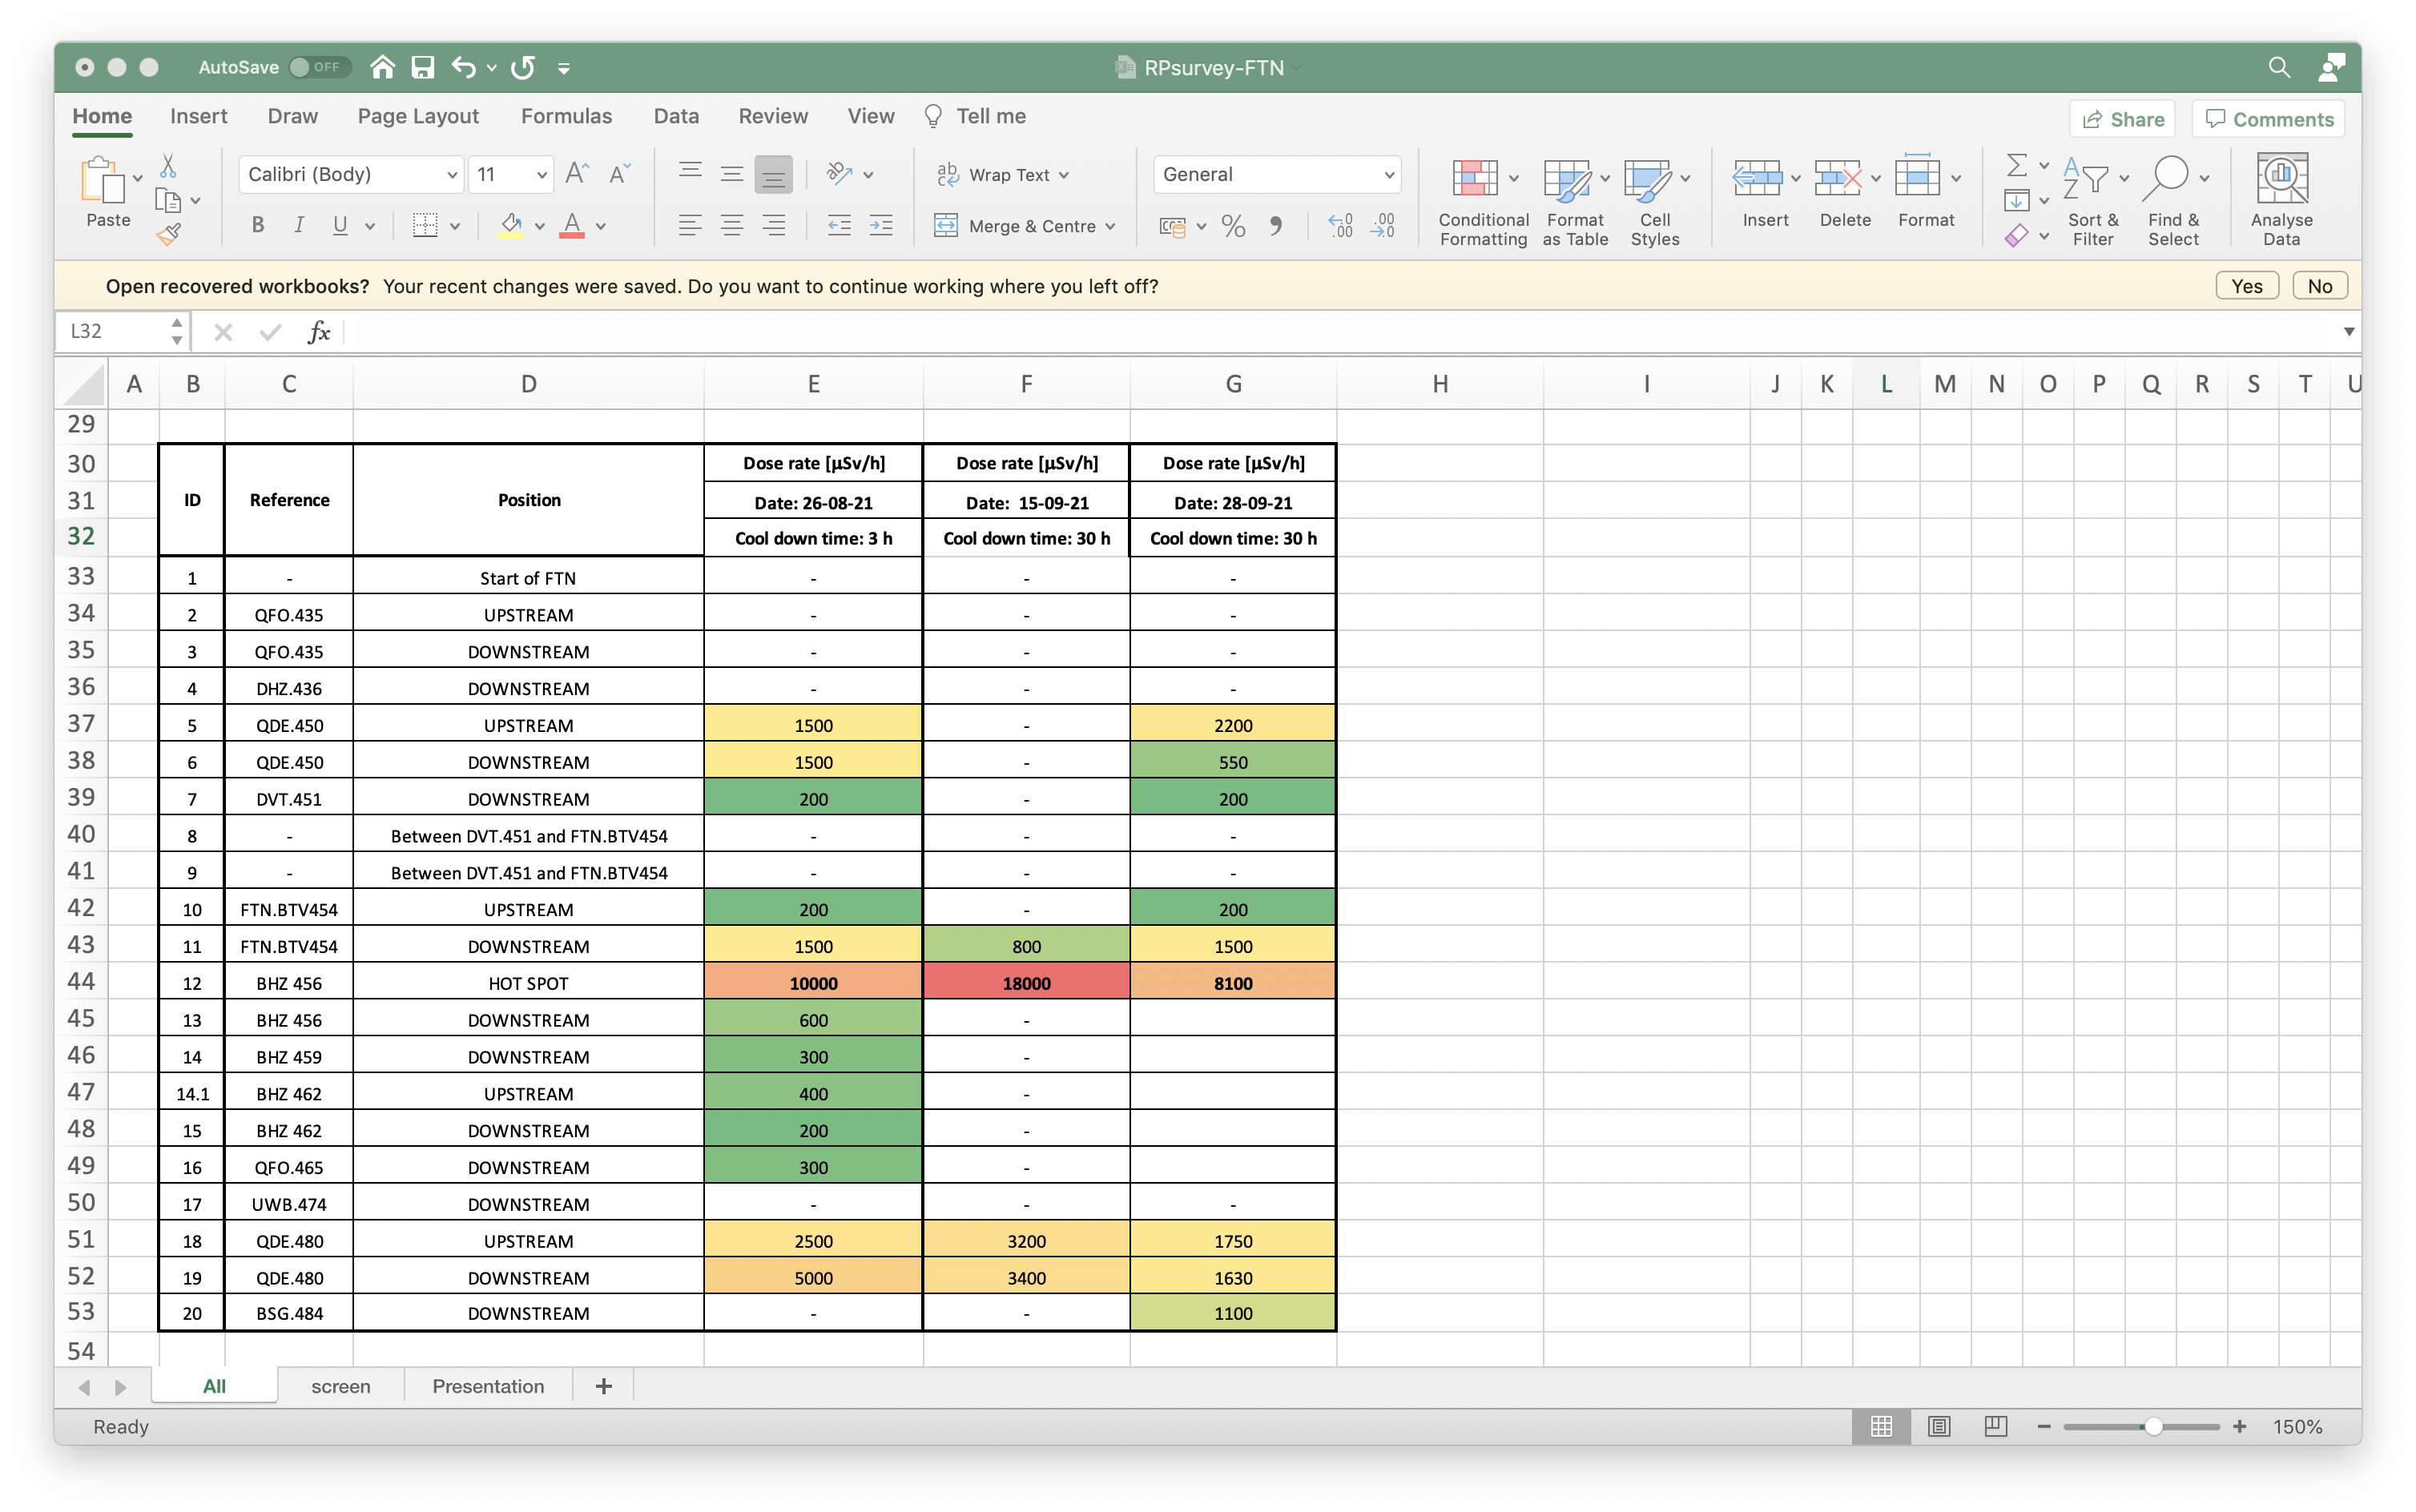 AutoSave OFF RPsurvey-FTN
Home Insert Draw Page Layout Formulas Data Review View Tell me Share Comments
Paste Calibri (Body) 11 A A Wrap Text General Conditional Formatting Format as Table Cell Styles Insert Delete Format Sort & Filter Find & Select Analyse Data
B I U A Merge & Centre % 
Open recovered workbooks? Your recent changes were saved. Do you want to continue working where you left off? Yes No
L32 fx
A B C D E F G H I J K L M N O P Q R S T U
29
30 Dose rate [µSv/h] Dose rate [µSv/h] Dose rate [µSv/h]
31 ID Reference Position Date: 26-08-21 Date: 15-09-21 Date: 28-09-21
32 Cool down time: 3 h Cool down time: 30 h Cool down time: 30 h
33 1 - Start of FTN - - -
34 2 QFO.435 UPSTREAM - - -
35 3 QFO.435 DOWNSTREAM - - -
36 4 DHZ.436 DOWNSTREAM - - -
37 5 QDE.450 UPSTREAM 1500 - 2200
38 6 QDE.450 DOWNSTREAM 1500 - 550
39 7 DVT.451 DOWNSTREAM 200 - 200
40 8 - Between DVT.451 and FTN.BTV454 - - -
41 9 - Between DVT.451 and FTN.BTV454 - - -
42 10 FTN.BTV454 UPSTREAM 200 - 200
43 11 FTN.BTV454 DOWNSTREAM 1500 800 1500
44 12 BHZ 456 HOT SPOT 10000 18000 8100
45 13 BHZ 456 DOWNSTREAM 600 -
46 14 BHZ 459 DOWNSTREAM 300 -
47 14.1 BHZ 462 UPSTREAM 400 -
48 15 BHZ 462 DOWNSTREAM 200 -
49 16 QFO.465 DOWNSTREAM 300 -
50 17 UWB.474 DOWNSTREAM - - -
51 18 QDE.480 UPSTREAM 2500 3200 1750
52 19 QDE.480 DOWNSTREAM 5000 3400 1630
53 20 BSG.484 DOWNSTREAM - - 1100
54
All screen Presentation +
Ready 150%